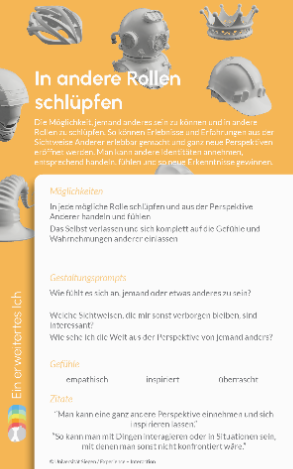 In andere Rollen
schlüpfen
Die Möglichkeit, jemand anderes sein zu können und in andere
Rollen zu schlüpfen. So können Erlebnisse und Erfahrungen aus der
Sichtweise Anderer erlebbar gemacht und ganz neue Perspektiven
eröffnet werden. Man kann andere Identitäten annehmen,
entsprechend handeln, fühlen und so neue Erkenntnisse gewinnen.
Möglichkeiten
In jede mögliche Rolle schlüpfen und aus der Perspektive
Anderer handeln und fühlen
Das Selbst verlassen und sich komplett auf die Gefühle und
Wahrnehmungen anderer einlassen
Gestaltungsprompts
Wie fühlt es sich an, jemand oder etwas anderes zu sein?
Welche Sichtweisen, die mir sonst verborgen bleiben, sind
interessant?
Wie sehe ich die Welt aus der Perspektive von jemand anders?
Gefühle
empathisch inspiriert überrascht
Zitate
"Man kann eine ganz andere Perspektive einnehmen und sich
inspirieren lassen."
"So kann man mit Dingen interagieren oder in Situationen sein,
mit denen man sonst nicht konfrontiert wäre."
© Universität Siegen / Experience + Interaction
Ein erweitertes Ich